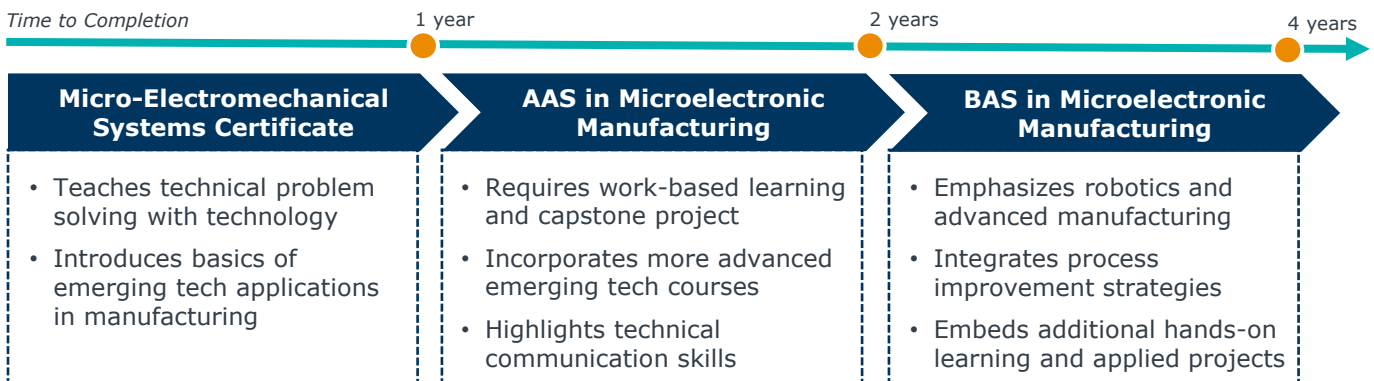 Time to Completion
1 year
2 years
4 years
Micro-Electromechanical
Systems Certificate
AAS in Microelectronic
Manufacturing
BAS in Microelectronic
Manufacturing
• Teaches technical problem
solving with technology
• Introduces basics of
emerging tech applications
in manufacturing
• Requires work-based learning
and capstone project
• Incorporates more advanced
emerging tech courses
• Highlights technical
communication skills
• Emphasizes robotics and
advanced manufacturing
• Integrates process
improvement strategies
• Embeds additional hands-on
learning and applied projects